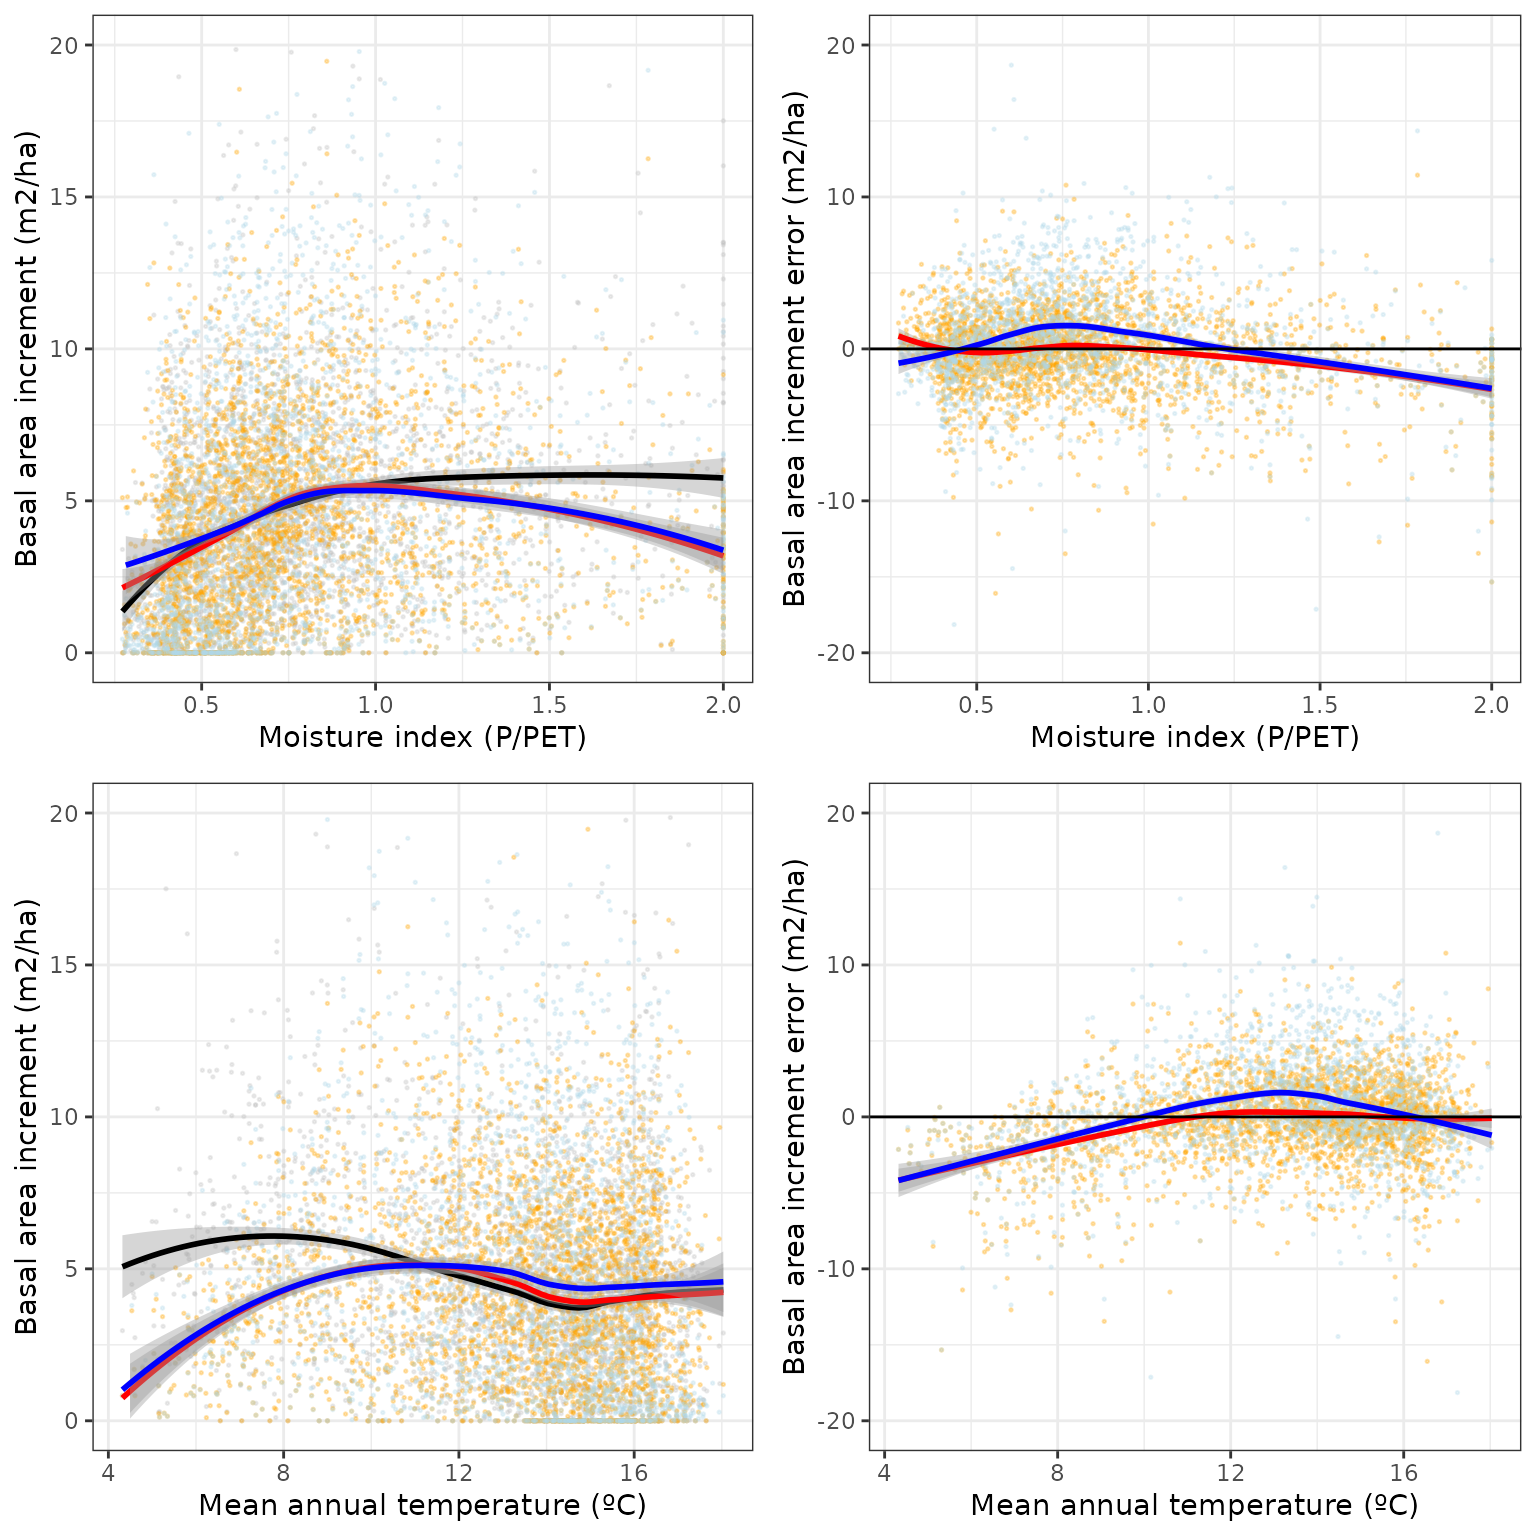 Basal area increment (m2/ha)
20
15
10
5
0
0.5 1.0 1.5 2.0
Moisture index (P/PET)
Basal area increment error (m2/ha)
20
10
0
-10
-20
0.5 1.0 1.5 2.0
Moisture index (P/PET)
Basal area increment (m2/ha)
20
15
10
5
0
4 8 12 16
Mean annual temperature (ºC)
Basal area increment error (m2/ha)
20
10
0
-10
-20
4 8 12 16
Mean annual temperature (ºC)